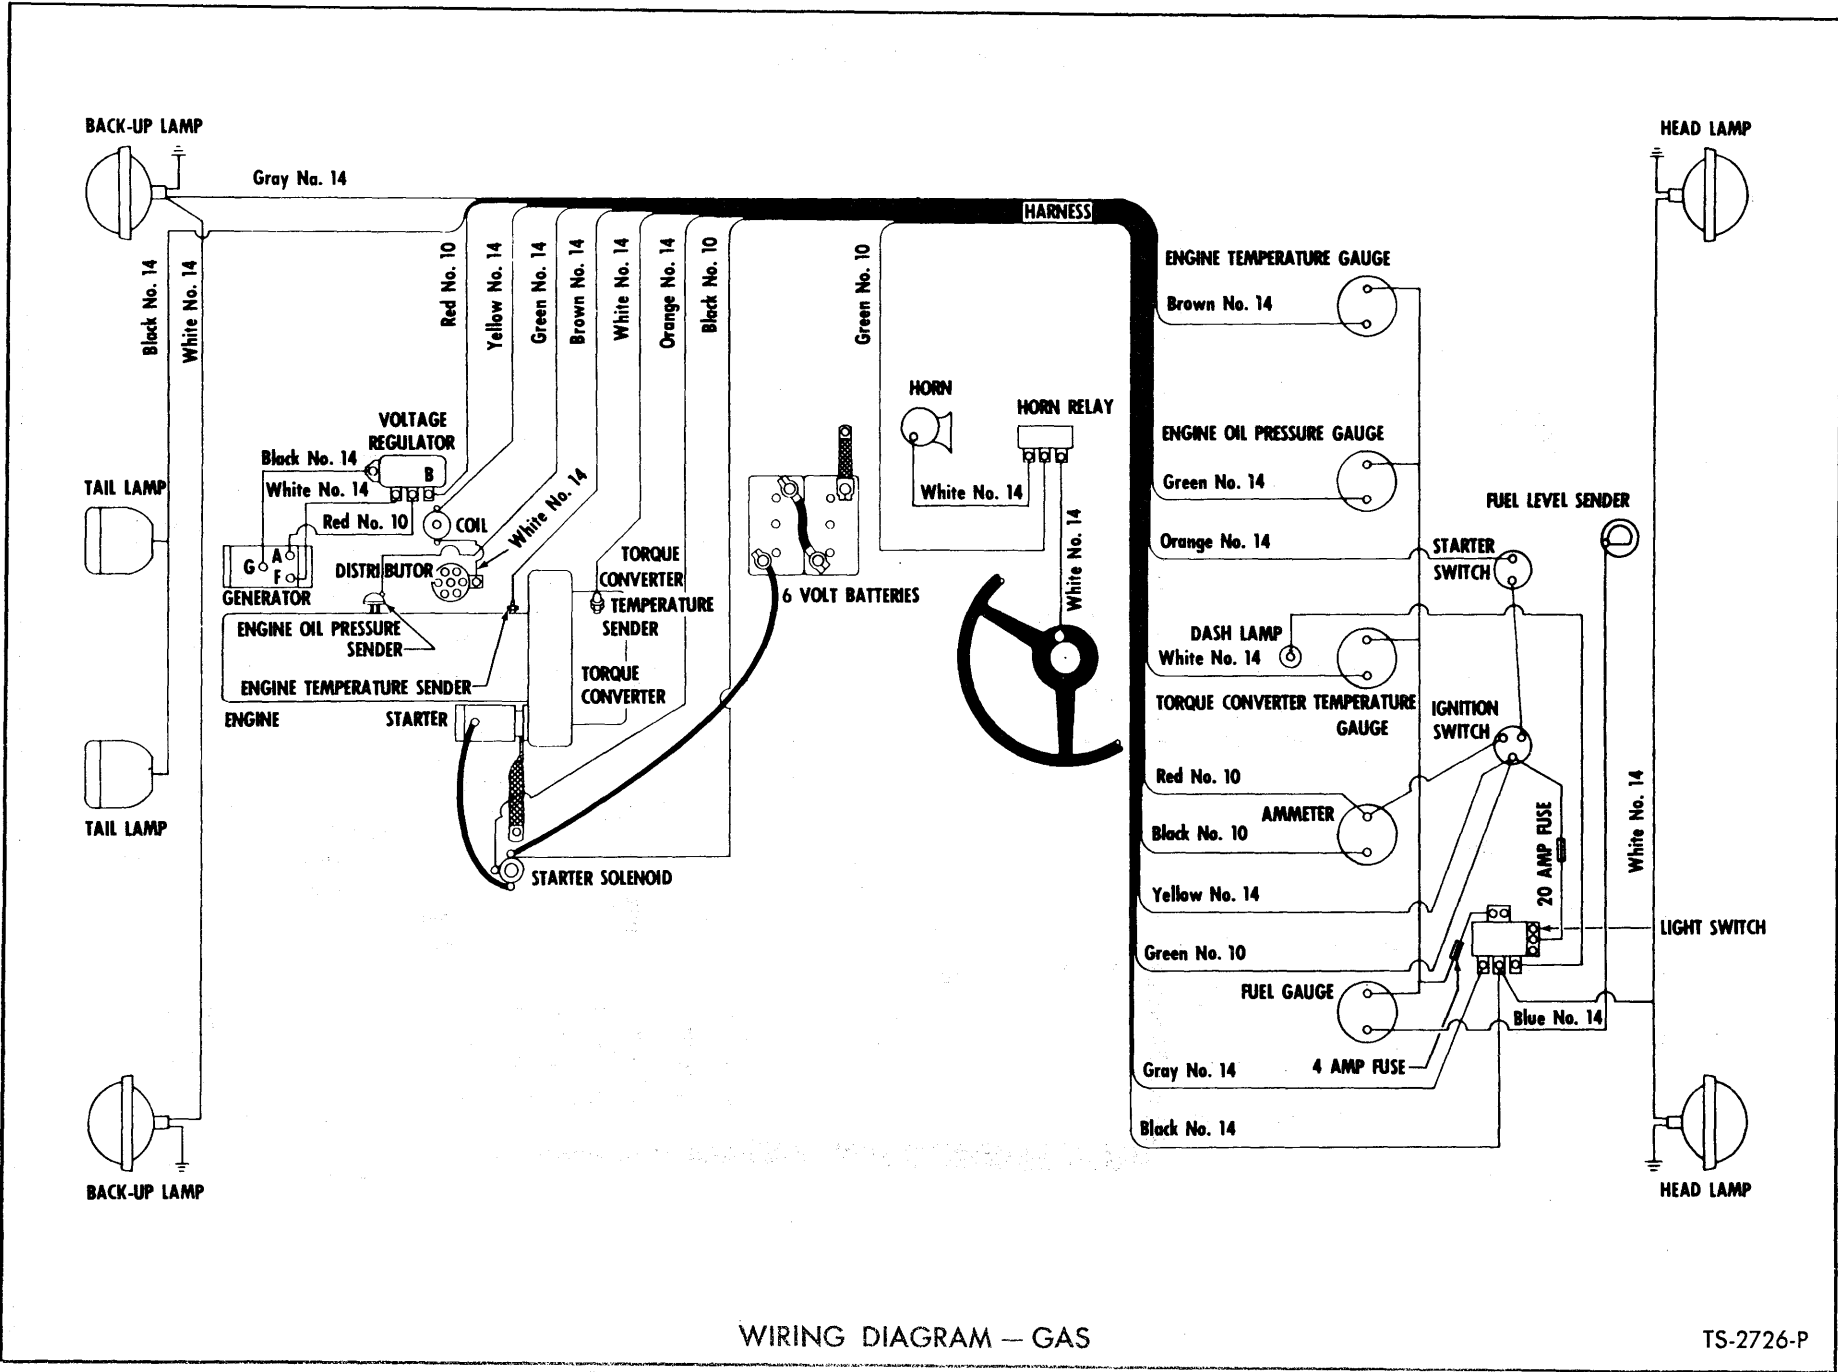 BACK-UP LAMP
HEAD LAMP
Gray Na. 14
HARNESS
Black No. 14
White No. 14
Red No. 10
Yellow No. 14
Green No. 14
Brown No. 14
White No. 14
Orange No. 14
Black No. 10
Green No. 10
ENGINE TEMPERATURE GAUGE
Brown No. 14
HORN
HORN RELAY
VOLTAGE
REGULATOR
B
Black No. 14
White No. 14
Red No. 10
ENGINE OIL PRESSURE GAUGE
Green No. 14
TAIL LAMP
White No. 14
White No. 14
White No. 14
FUEL LEVEL SENDER
COIL
Orange No. 14
STARTER
SWITCH
G
A
F
GENERATOR
DISTRIBUTOR
TORQUE
CONVERTER
TEMPERATURE
SENDER
6 VOLT BATTERIES
ENGINE OIL PRESSURE
SENDER
DASH LAMP
White No. 14
ENGINE TEMPERATURE SENDER
TORQUE
CONVERTER
TORQUE CONVERTER TEMPERATURE
GAUGE
IGNITION
SWITCH
ENGINE
STARTER
Red No. 10
AMMETER
Black No. 10
20 AMP FUSE
White No. 14
TAIL LAMP
STARTER SOLENOID
Yellow No. 14
LIGHT SWITCH
Green No. 10
FUEL GAUGE
Blue No. 14
Gray No. 14
4 AMP FUSE
Black No. 14
BACK-UP LAMP
HEAD LAMP
WIRING DIAGRAM — GAS
TS-2726-P